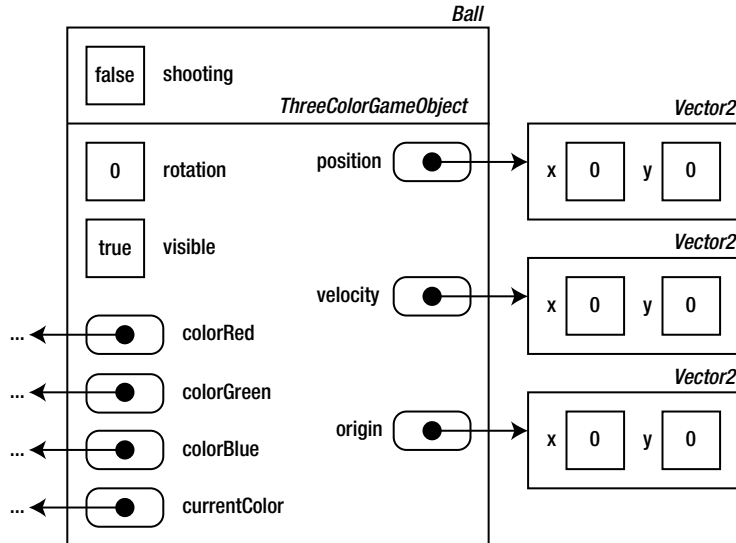 Ball
false shooting
ThreeColorGameObject
Vector2
0 rotation
position
x 0 y 0
true visible
Vector2
velocity
x 0 y 0
... colorRed
Vector2
... colorGreen
origin
x 0 y 0
... colorBlue
... currentColor